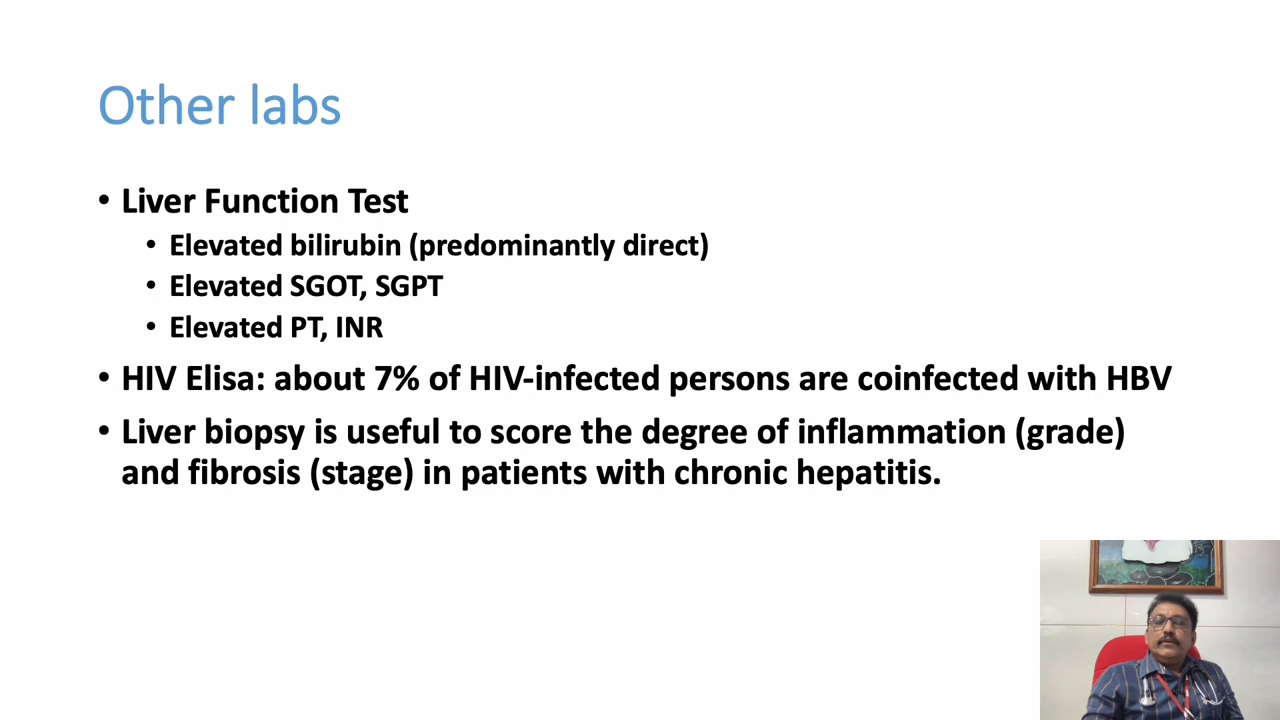 Other labs
• Liver Function Test
• Elevated bilirubin (predominantly direct)
• Elevated SGOT, SGPT
• Elevated PT, INR
• HIV Elisa: about 7% of HIV-infected persons are coinfected with HBV
• Liver biopsy is useful to score the degree of inflammation (grade)
and fibrosis (stage) in patients with chronic hepatitis.